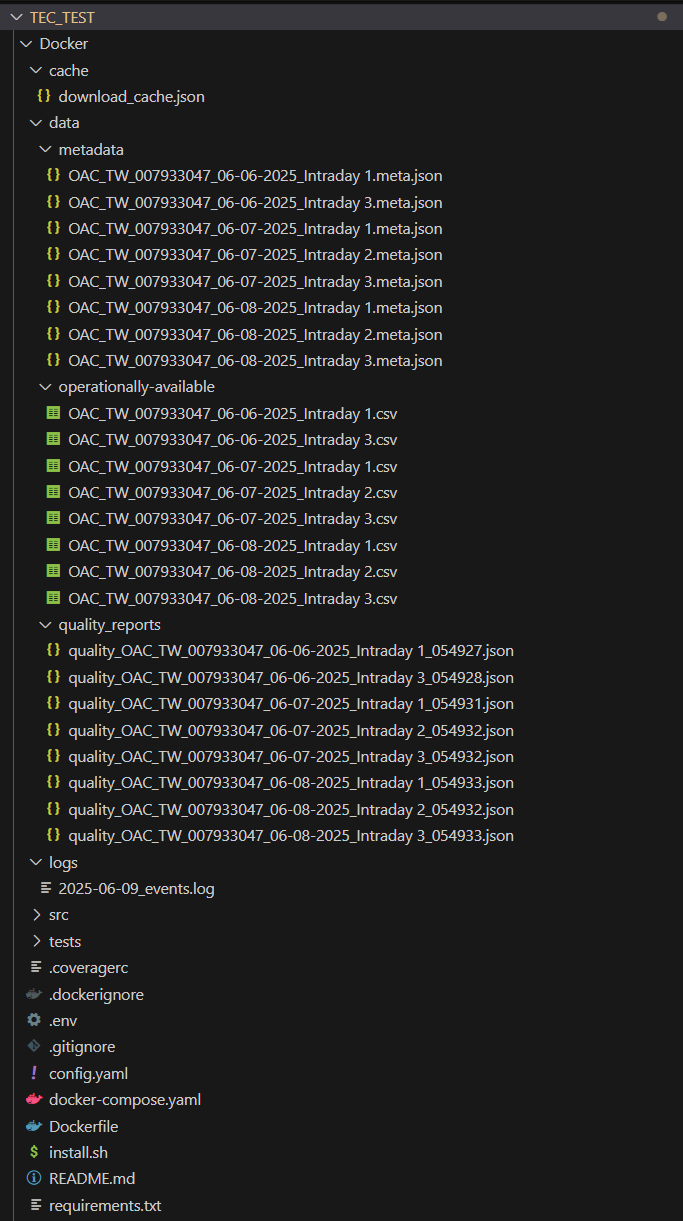 TEC_TEST
Docker
cache
{} download_cache.json
data
metadata
{} OAC_TW_007933047_06-06-2025_Intraday 1.meta.json
{} OAC_TW_007933047_06-06-2025_Intraday 3.meta.json
{} OAC_TW_007933047_06-07-2025_Intraday 1.meta.json
{} OAC_TW_007933047_06-07-2025_Intraday 2.meta.json
{} OAC_TW_007933047_06-07-2025_Intraday 3.meta.json
{} OAC_TW_007933047_06-08-2025_Intraday 1.meta.json
{} OAC_TW_007933047_06-08-2025_Intraday 2.meta.json
{} OAC_TW_007933047_06-08-2025_Intraday 3.meta.json
operationally-available
OAC_TW_007933047_06-06-2025_Intraday 1.csv
OAC_TW_007933047_06-06-2025_Intraday 3.csv
OAC_TW_007933047_06-07-2025_Intraday 1.csv
OAC_TW_007933047_06-07-2025_Intraday 2.csv
OAC_TW_007933047_06-07-2025_Intraday 3.csv
OAC_TW_007933047_06-08-2025_Intraday 1.csv
OAC_TW_007933047_06-08-2025_Intraday 2.csv
OAC_TW_007933047_06-08-2025_Intraday 3.csv
quality_reports
{} quality_OAC_TW_007933047_06-06-2025_Intraday 1_054927.json
{} quality_OAC_TW_007933047_06-06-2025_Intraday 3_054928.json
{} quality_OAC_TW_007933047_06-07-2025_Intraday 1_054931.json
{} quality_OAC_TW_007933047_06-07-2025_Intraday 2_054932.json
{} quality_OAC_TW_007933047_06-07-2025_Intraday 3_054932.json
{} quality_OAC_TW_007933047_06-08-2025_Intraday 1_054933.json
{} quality_OAC_TW_007933047_06-08-2025_Intraday 2_054932.json
{} quality_OAC_TW_007933047_06-08-2025_Intraday 3_054933.json
logs
2025-06-09_events.log
src
tests
.coveragerc
.dockerignore
.env
.gitignore
! config.yaml
docker-compose.yaml
Dockerfile
$ install.sh
README.md
requirements.txt